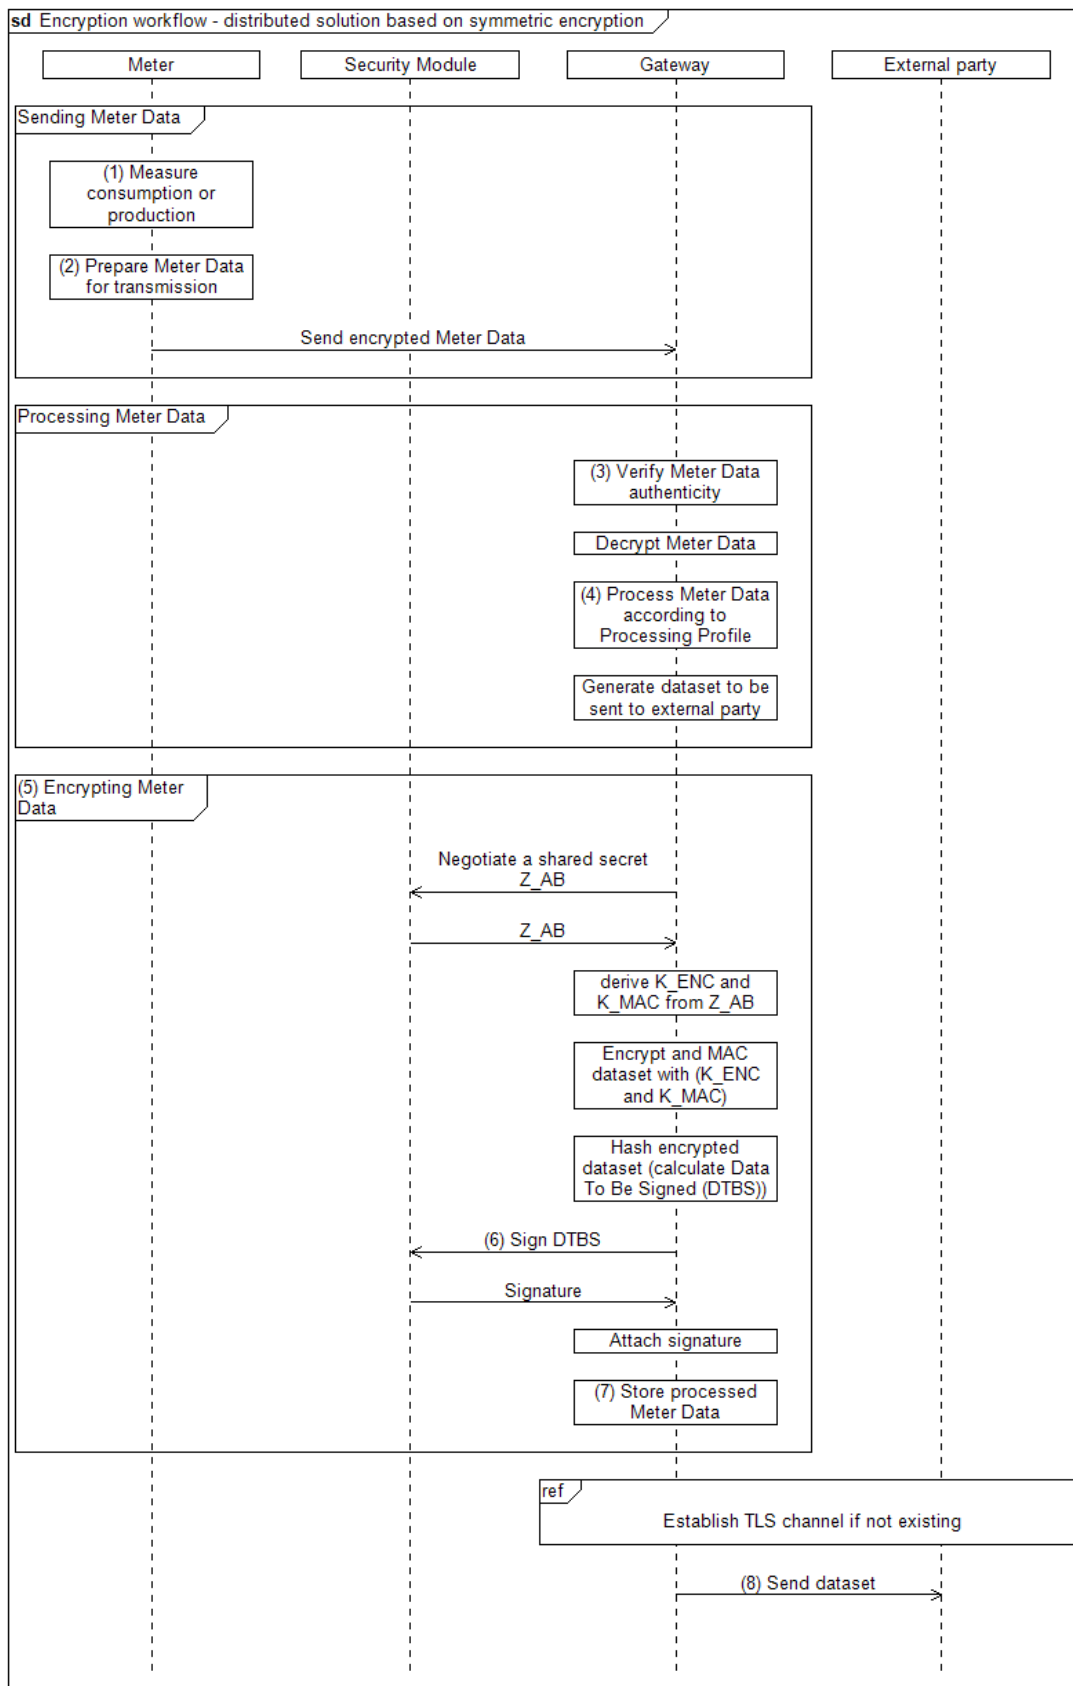 sd Encryption workflow - distributed solution based on symmetric encryption
Meter
Security Module
Gateway
External party
Sending Meter Data
(1) Measure
consumption or
production
(2) Prepare Meter Data
for transmission
Send encrypted Meter Data
Processing Meter Data
(3) Verify Meter Data
authenticity
Decrypt Meter Data
(4) Process Meter Data
according to
Processing Profile
Generate dataset to be
sent to external party
(5) Encrypting Meter
Data
Negotiate a shared secret
Z_AB
Z_AB
derive K_ENC and
K_MAC from Z_AB
Encrypt and MAC
dataset with (K_ENC
and K_MAC)
Hash encrypted
dataset (calculate Data
To Be Signed (DTBS))
(6) Sign DTBS
Signature
Attach signature
(7) Store processed
Meter Data
ref
Establish TLS channel if not existing
(8) Send dataset